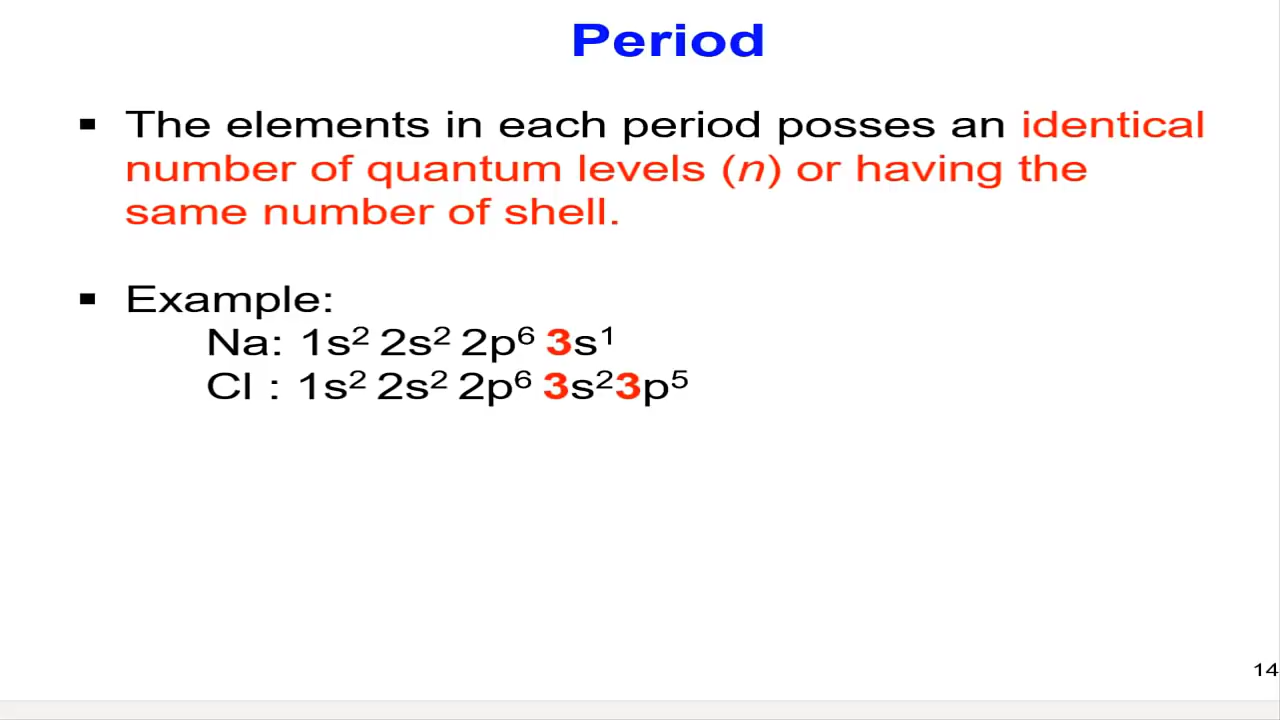 Period
▪ The elements in each period posses an identical
number of quantum levels (n) or having the
same number of shell.
▪ Example:
Na: 1s² 2s² 2p⁶ 3s¹
Cl : 1s² 2s² 2p⁶ 3s²3p⁵
14